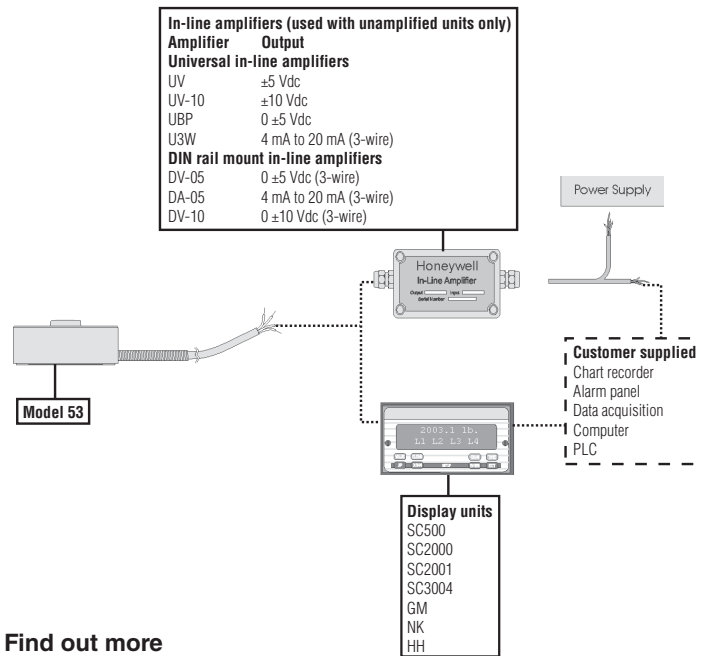 In-line amplifiers (used with unamplified units only)
Amplifier Output
Universal in-line amplifiers
UV ±5 Vdc
UV-10 ±10 Vdc
UBP 0 ±5 Vdc
U3W 4 mA to 20 mA (3-wire)
DIN rail mount in-line amplifiers
DV-05 0 ±5 Vdc (3-wire)
DA-05 4 mA to 20 mA (3-wire)
DV-10 0 ±10 Vdc (3-wire)
Power Supply
Honeywell
In-Line Amplifier
Output Input
Serial Number
Model 53
Customer supplied
Chart recorder
Alarm panel
Data acquisition
Computer
PLC
2003.1 lb.
L1 L2 L3 L4
Display units
SC500
SC2000
SC2001
SC3004
GM
NK
HH
Find out more